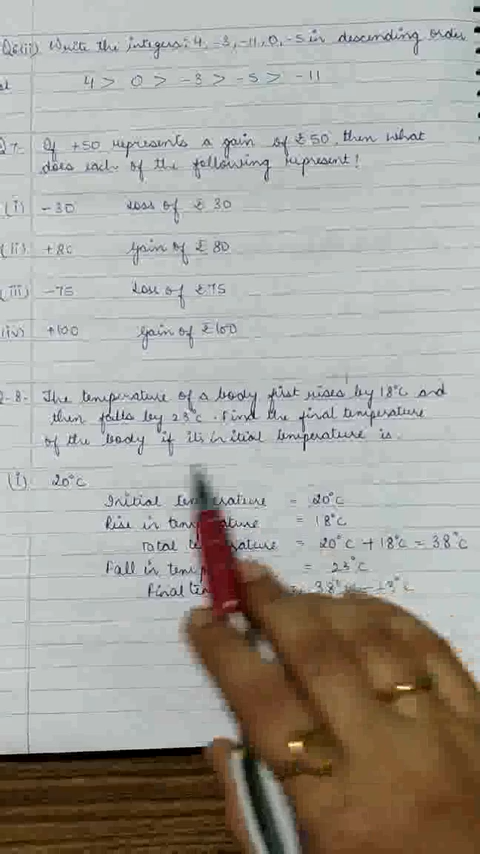 Q6(ii) Write the integers: 4, -3, -11, 0, -5 in descending order
4 > 0 > -3 > -5 > -11
Q7. If +50 represents a gain of ₹50, then what
does each of the following represent!
(i) -30 Loss of ₹ 30
(ii) +80 Gain of ₹ 80
(iii) -75 Loss of ₹75
(iv) +100 Gain of ₹100
8. The temperature of a body first rises by 18°C and
then falls by 23°C. Find the final temperature
of the body if its initial temperature is
(i) 20°C
Initial temperature = 20°C
Rise in temperature = 18°C
Total temperature = 20°C + 18°C = 38°C
Fall in = 23°C
Final = 38°